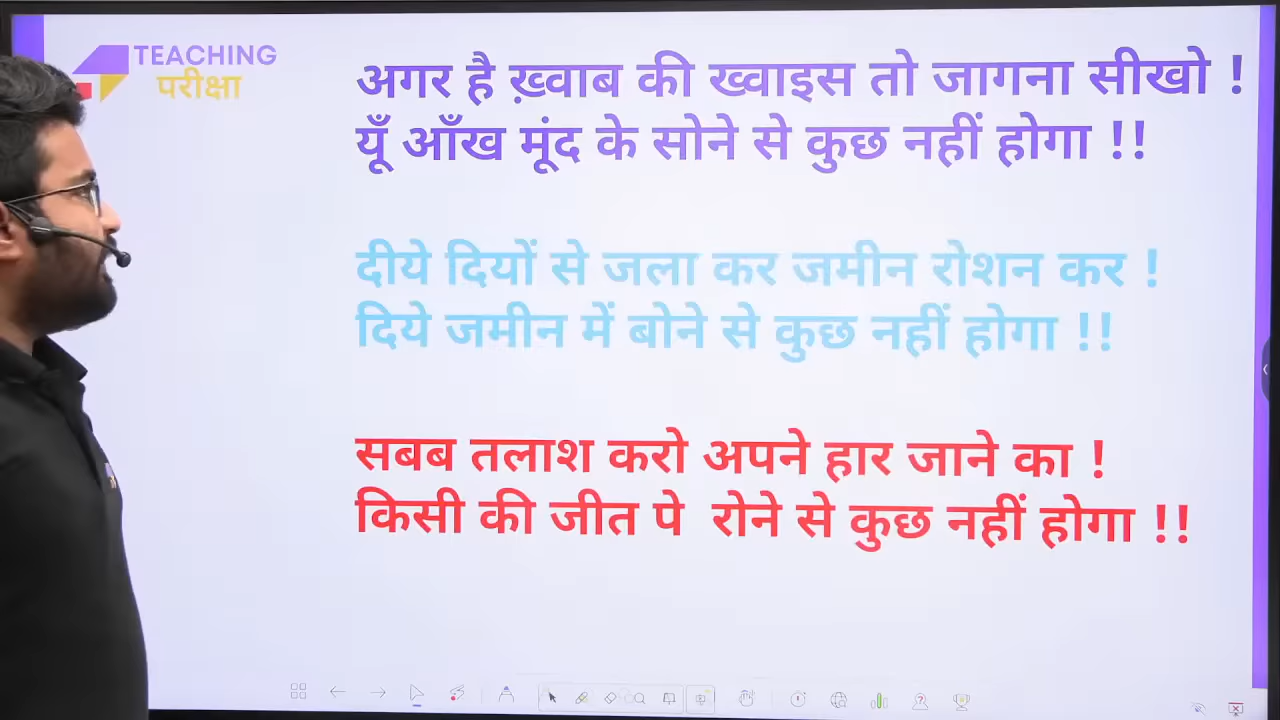 TEACHING
परीक्षा
अगर है ख़्वाब की ख्वाइस तो जागना सीखो !
यूँ आँख मूंद के सोने से कुछ नहीं होगा !!
दीये दियों से जला कर जमीन रोशन कर !
दिये जमीन में बोने से कुछ नहीं होगा !!
सबब तलाश करो अपने हार जाने का !
किसी की जीत पे रोने से कुछ नहीं होगा !!